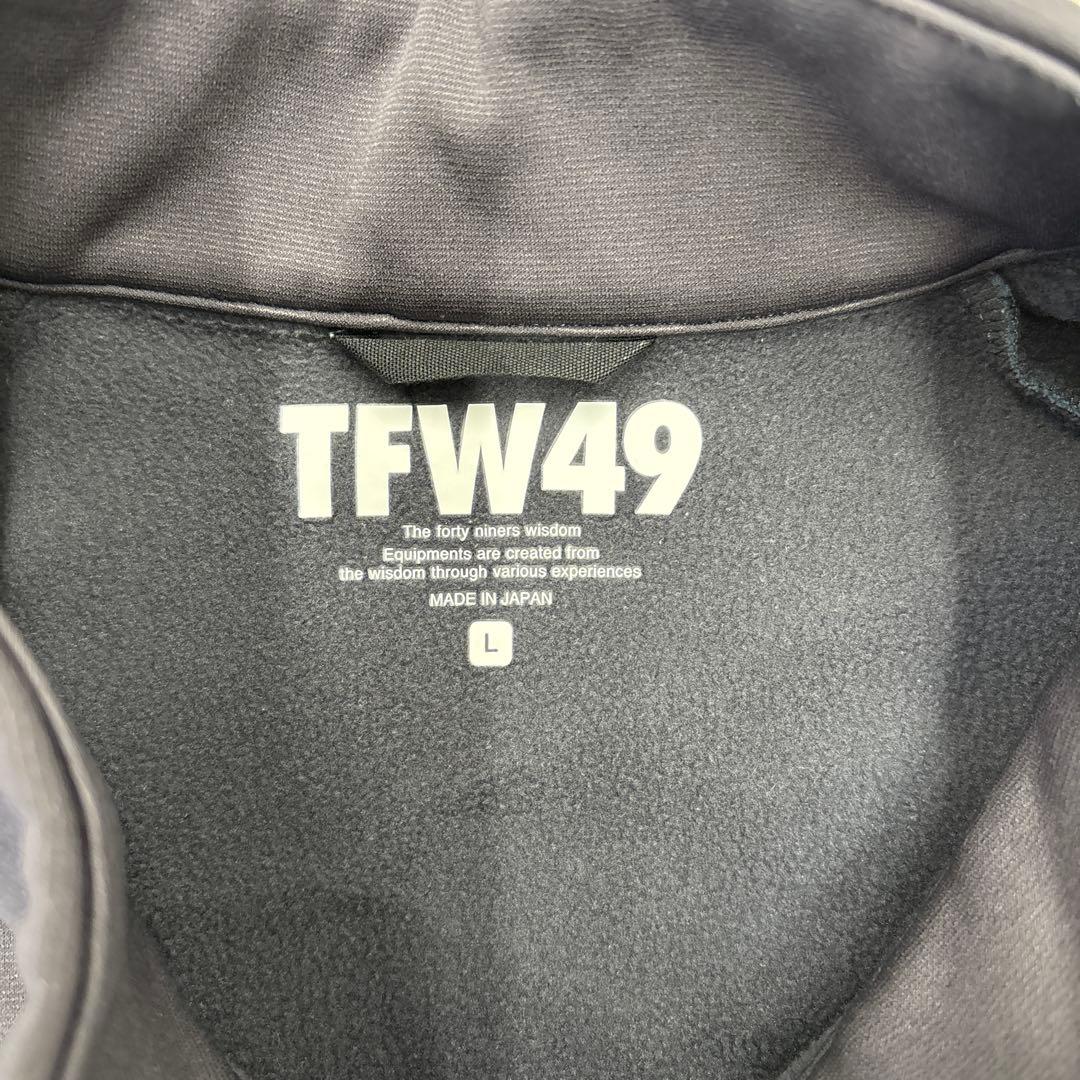 TFW49
The forty niners wisdom
Equipments are created from
the wisdom through various experiences
MADE IN JAPAN
L